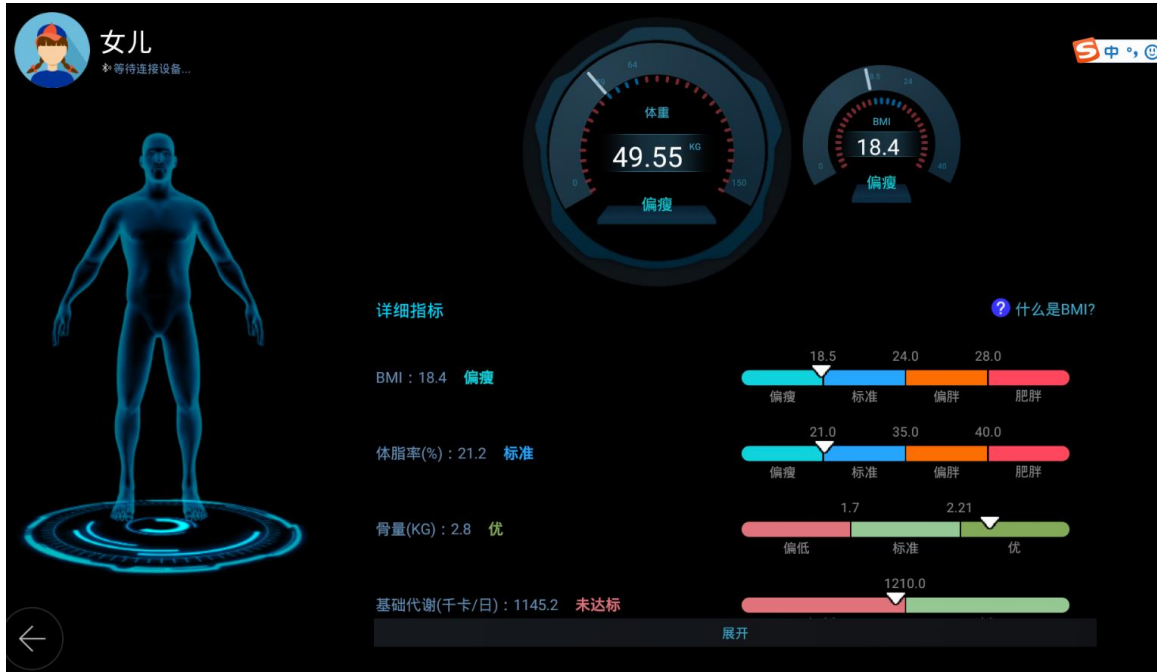 女儿
等待连接设备...
中 °,
64
体重
49.55 KG
0
150
偏瘦
24
BMI
18.4
0
40
偏瘦
详细指标
? 什么是BMI?
18.5 24.0 28.0
BMI：18.4 偏瘦
偏瘦 标准 偏胖 肥胖
21.0 35.0 40.0
体脂率(%)：21.2 标准
偏瘦 标准 偏胖 肥胖
1.7 2.21
骨量(KG)：2.8 优
偏低 标准 优
1210.0
基础代谢(千卡/日)：1145.2 未达标
展开